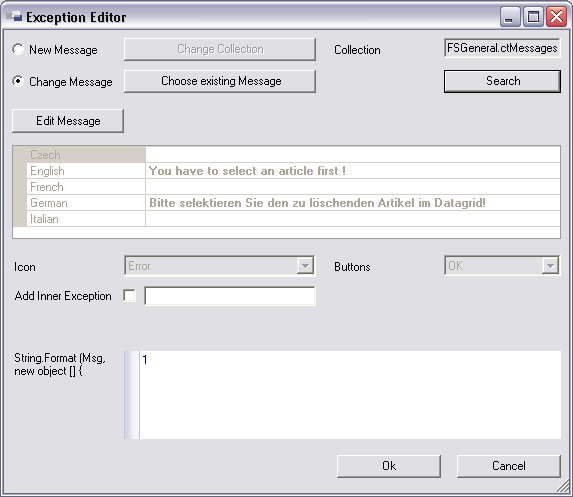 Exception Editor
New Message
Change Collection
Collection
FSGeneral.ctMessages
Change Message
Choose existing Message
Search
Edit Message
Czech
English
You have to select an article first !
French
German
Bitte selektieren Sie den zu löschenden Artikel im Datagrid!
Italian
Icon
Error
Buttons
OK
Add Inner Exception
String.Format (Msg,
new object [] {
1
Ok
Cancel